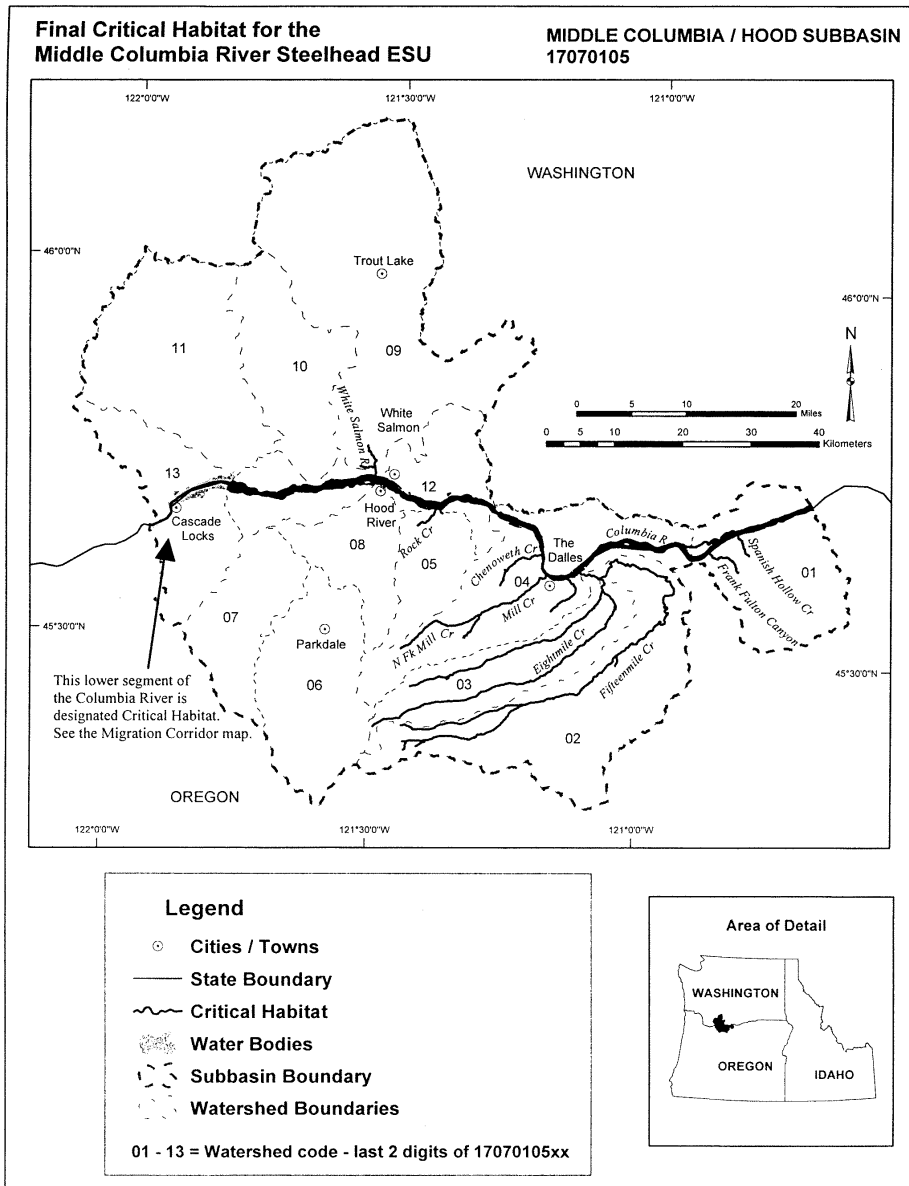 Final Critical Habitat for the
Middle Columbia River Steelhead ESU
MIDDLE COLUMBIA / HOOD SUBBASIN
17070105
122°0'0"W
121°30'0"W
121°0'0"W
WASHINGTON
46°0'0"N
Trout Lake
46°0'0"N
N
11
10
09
0 5 10 20
Miles
0 5 10 20 30 40
Kilometers
White Salmon R
White
Salmon
13
12
Cascade
Locks
Hood
River
Rock Cr
08
05
Chenoweth Cr
04
The
Dalles
Columbia R
Spanish Hollow Cr
01
Frank Fulton Canyon
07
Parkdale
N Fk Mill Cr
Mill Cr
Eightmile Cr
Fifteenmile Cr
45°30'0"N
45°30'0"N
06
03
02
This lower segment of
the Columbia River is
designated Critical Habitat.
See the Migration Corridor map.
OREGON
122°0'0"W
121°30'0"W
121°0'0"W
Legend
Cities / Towns
State Boundary
Critical Habitat
Water Bodies
Subbasin Boundary
Watershed Boundaries
01 - 13 = Watershed code - last 2 digits of 17070105xx
Area of Detail
WASHINGTON
OREGON
IDAHO